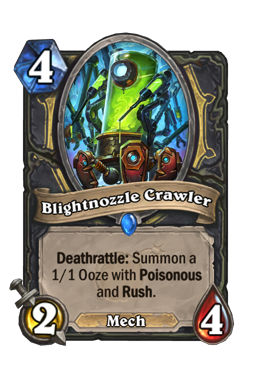 4
Blightnozzle Crawler
Deathrattle: Summon a
1/1 Ooze with Poisonous
and Rush.
2
Mech
4